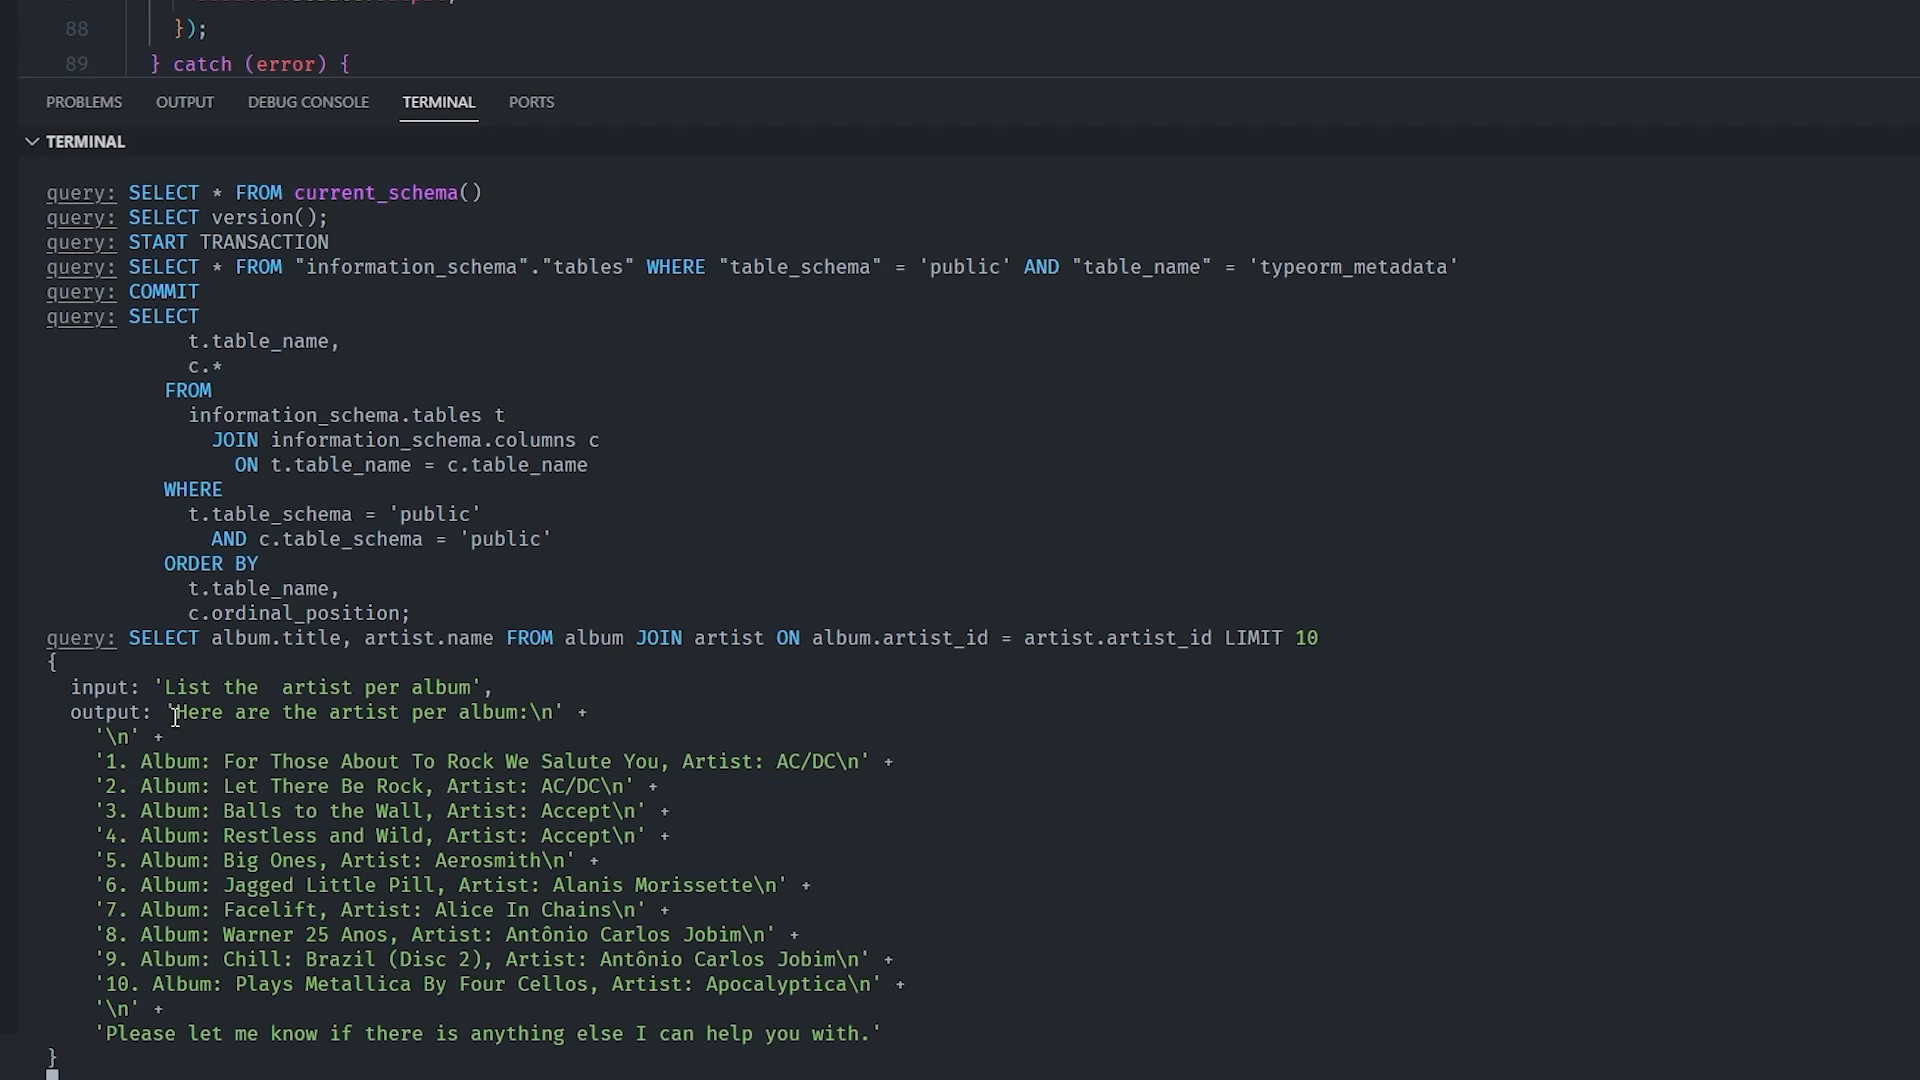 88 });
89 } catch (error) {
PROBLEMS OUTPUT DEBUG CONSOLE TERMINAL PORTS
TERMINAL
query: SELECT * FROM current_schema()
query: SELECT version();
query: START TRANSACTION
query: SELECT * FROM "information_schema"."tables" WHERE "table_schema" = 'public' AND "table_name" = 'typeorm_metadata'
query: COMMIT
query: SELECT
t.table_name,
c.*
FROM
information_schema.tables t
JOIN information_schema.columns c
ON t.table_name = c.table_name
WHERE
t.table_schema = 'public'
AND c.table_schema = 'public'
ORDER BY
t.table_name,
c.ordinal_position;
query: SELECT album.title, artist.name FROM album JOIN artist ON album.artist_id = artist.artist_id LIMIT 10
{
input: 'List the  artist per album',
output: 'Here are the artist per album:\n' +
'\n' +
'1. Album: For Those About To Rock We Salute You, Artist: AC/DC\n' +
'2. Album: Let There Be Rock, Artist: AC/DC\n' +
'3. Album: Balls to the Wall, Artist: Accept\n' +
'4. Album: Restless and Wild, Artist: Accept\n' +
'5. Album: Big Ones, Artist: Aerosmith\n' +
'6. Album: Jagged Little Pill, Artist: Alanis Morissette\n' +
'7. Album: Facelift, Artist: Alice In Chains\n' +
'8. Album: Warner 25 Anos, Artist: Antônio Carlos Jobim\n' +
'9. Album: Chill: Brazil (Disc 2), Artist: Antônio Carlos Jobim\n' +
'10. Album: Plays Metallica By Four Cellos, Artist: Apocalyptica\n' +
'\n' +
'Please let me know if there is anything else I can help you with.'
}